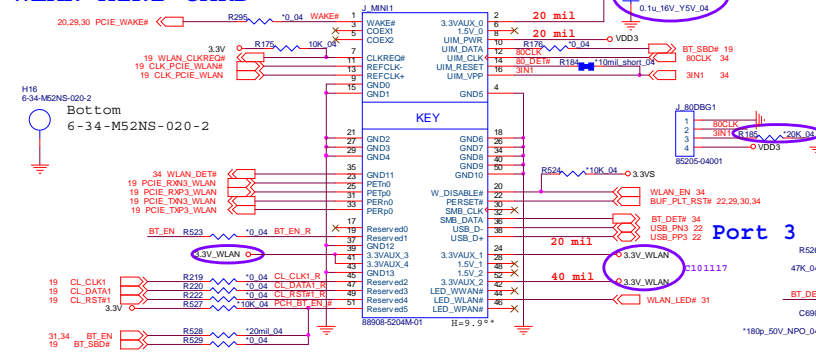 J_MINI1
20,29,30 PCIE_WAKE#
R295
*0_04
WAKE#
1
3
5
WAKE#
COEX1
COEX2
3.3V
R175
10K_04
19 WLAN_CLKREQ#
19 CLK_PCIE_WLAN#
19 CLK_PCIE_WLAN
7
11
13
9
15
CLKREQ#
REFCLK-
REFCLK+
GND0
GND1
3.3VAUX_0
1.5V_0
UIM_PWR
UIM_DATA
UIM_CLK
UIM_RESET
UIM_VPP
GND5
2
6
8
10
12
14
16
4
20 mil
20 mil
0.1u_16V_Y5V_04
VDD3
R176
*0_04
80CLK
80_DET#
R184
*10mil_short_04
3IN1
BT_SBD# 19
80CLK 34
3IN1 34
KEY
H16
6-34-M52NS-020-2
Bottom
6-34-M52NS-020-2
J_80DBG1
1
2
3
4
80CLK
3IN1
R185
*20K_04
VDD3
85205-04001
21
27
29
GND2
GND3
GND4
GND6
GND7
GND8
GND9
GND10
18
26
34
40
50
34 WLAN_DET#
19 PCIE_RXN3_WLAN
19 PCIE_RXP3_WLAN
19 PCIE_TXN3_WLAN
19 PCIE_TXP3_WLAN
35
23
25
31
33
GND11
PETn0
PETp0
PERn0
PERp0
R524
*10K_04
3.3VS
W_DISABLE#
PERSET#
SMB_CLK
SMB_DATA
USB_D-
USB_D+
20
22
30
32
36
38
WLAN_EN 34
BUF_PLT_RST# 22,29,30,34
BT_DET# 34
USB_PN3 22
USB_PP3 22
Port 3
BT_EN
R523
*0_04
BT_EN_R
17
19
37
39
41
43
45
47
49
51
Reserved0
Reserved1
GND12
3.3VAUX_3
3.3VAUX_4
GND13
Reserved2
Reserved3
Reserved4
Reserved5
3.3V_WLAN
19 CL_CLK1
19 CL_DATA1
19 CL_RST#1
3.3V
R219
R220
R222
R527
*0_04
*0_04
*0_04
*10K_04
CL_CLK1_R
CL_DATA1_R
CL_RST#1_R
PCH_BT_EN_#
3.3VAUX_1
1.5V_1
1.5V_2
3.3VAUX_2
LED_WWAN#
LED_WLAN#
LED_WPAN#
24
28
48
52
42
44
46
20 mil
40 mil
3.3V_WLAN
3.3V_WLAN
C101117
WLAN_LED# 31
R526
47K_04
BT_DE
C690
*180p_50V_NPO_04
31,34 BT_EN
19 BT_SBD#
R528
R529
*20mil_04
*0_04
88908-5204M-01
H=9.9